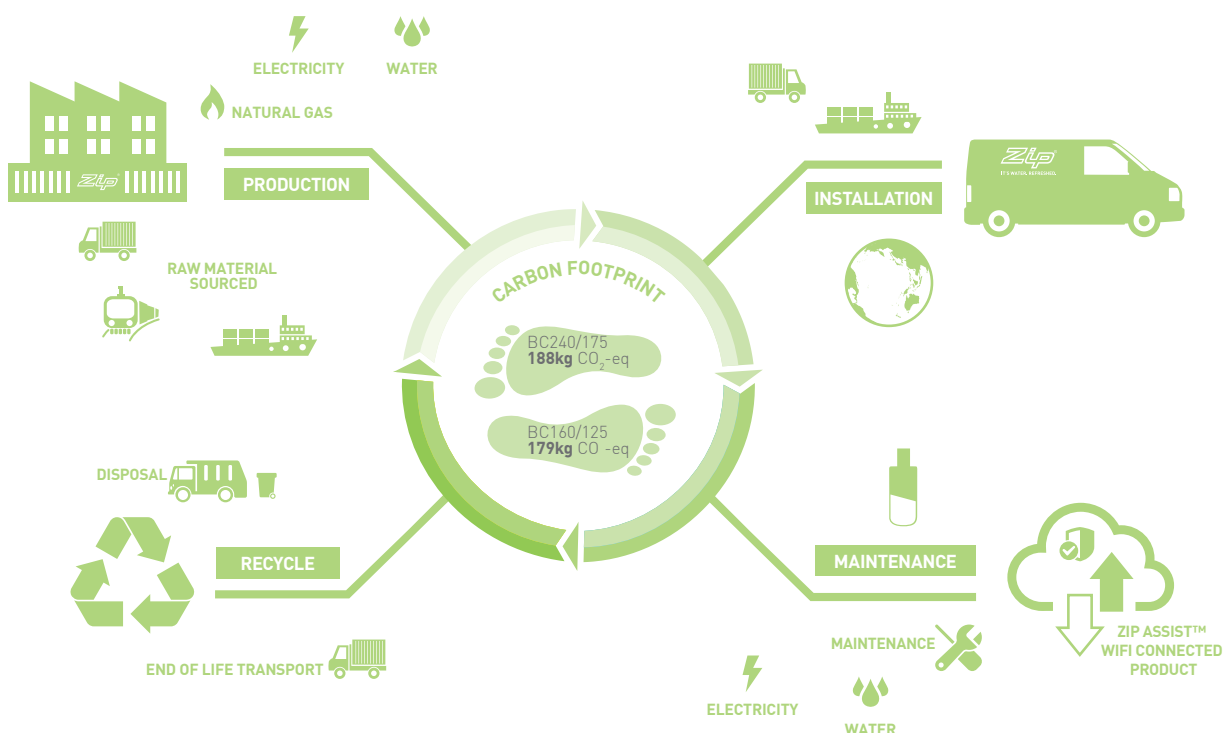 ELECTRICITY
WATER
NATURAL GAS
Zip
PRODUCTION
RAW MATERIAL
SOURCED
Zip
IT'S WATER, REFRESHED.
INSTALLATION
CARBON FOOTPRINT
BC240/175
188kg CO₂-eq
BC160/125
179kg CO -eq
DISPOSAL
RECYCLE
END OF LIFE TRANSPORT
MAINTENANCE
MAINTENANCE
ZIP ASSIST™
WIFI CONNECTED
PRODUCT
ELECTRICITY
WATER